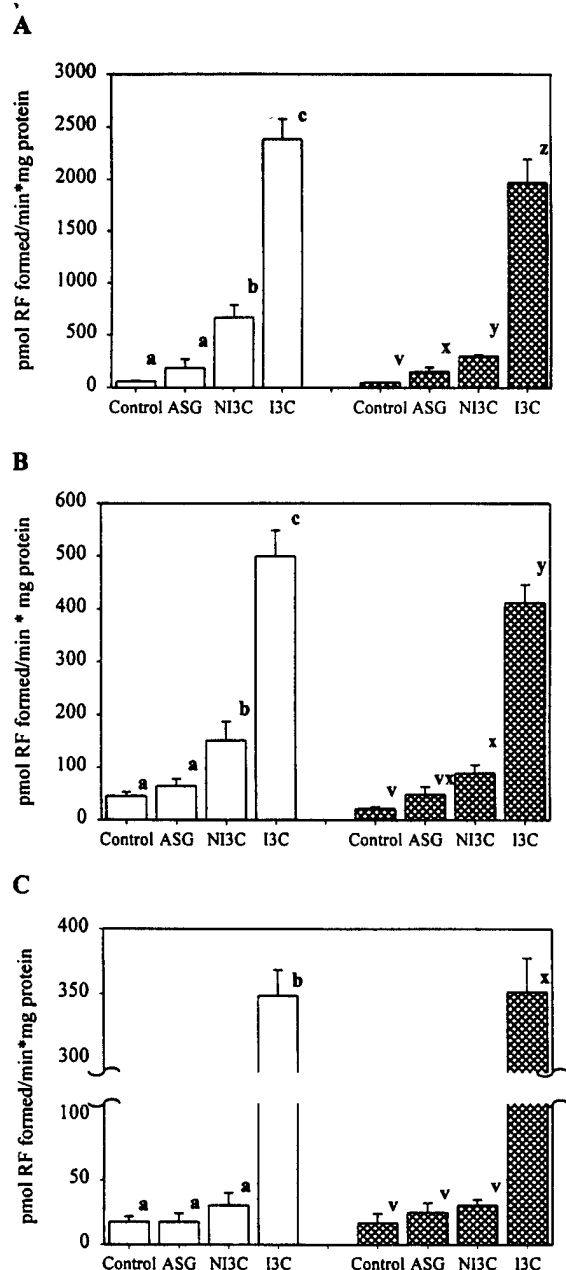 A
3000
2500
2000
1500
1000
500
0
pmol RF formed/min*mg protein
a
a
b
c
v
x
y
z
Control ASG NI3C I3C Control ASG NI3C I3C
B
600
500
400
300
200
100
0
pmol RF formed/min * mg protein
a
a
b
c
v
vx
x
y
Control ASG NI3C I3C Control ASG NI3C I3C
C
400
350
300
100
50
0
pmol RF formed/min*mg protein
a
a
a
b
v
v
v
x
Control ASG NI3C I3C Control ASG NI3C I3C